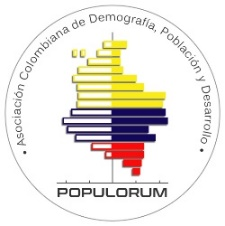 • Asociación Colombiana de Demografía, Población y Desarrollo •
POPULORUM